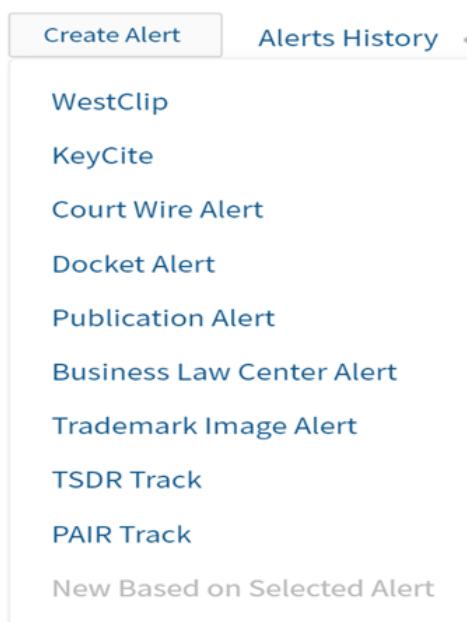 Create Alert Alerts History
WestClip
KeyCite
Court Wire Alert
Docket Alert
Publication Alert
Business Law Center Alert
Trademark Image Alert
TSDR Track
PAIR Track
New Based on Selected Alert